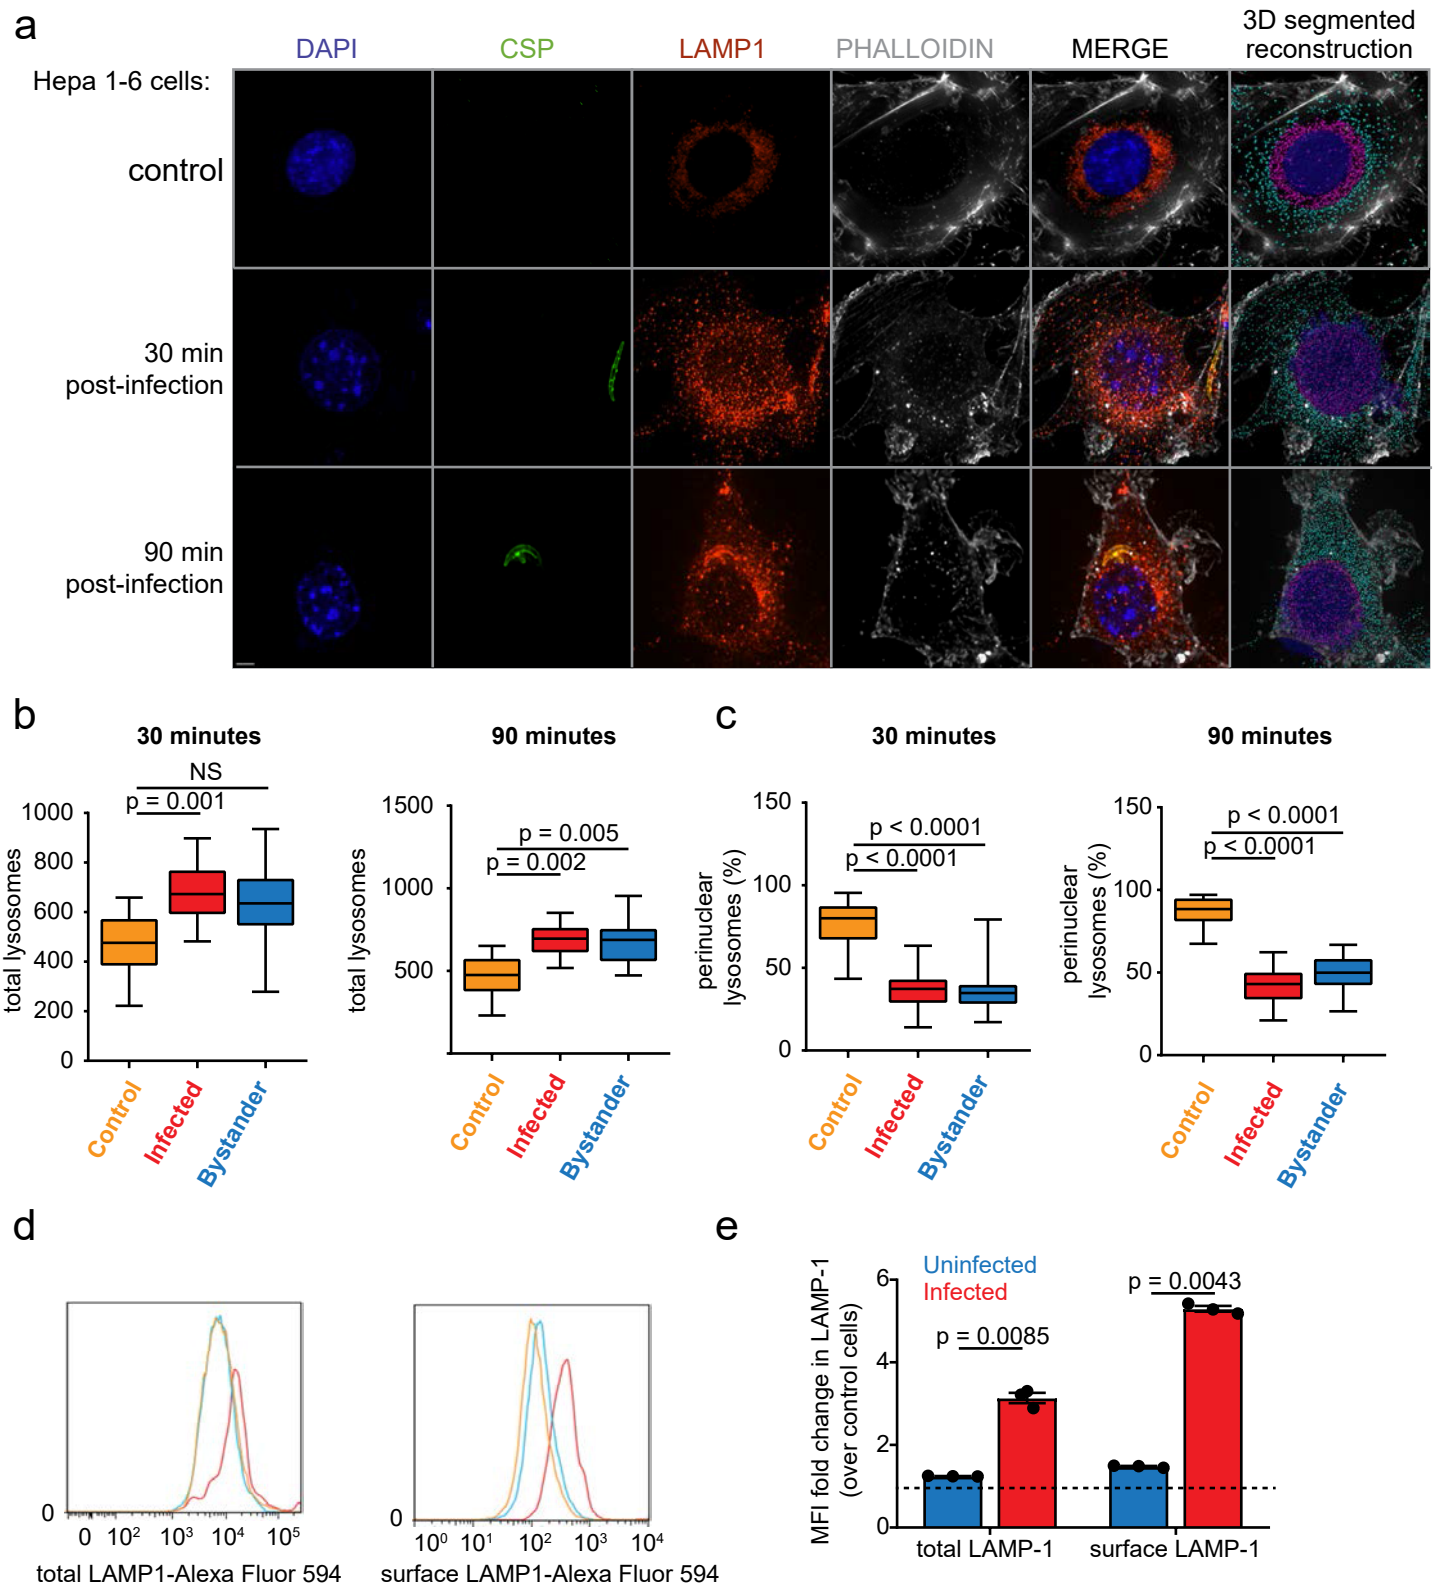 a
DAPI
CSP
LAMP1
PHALLOIDIN
MERGE
3D segmented
reconstruction
Hepa 1-6 cells:
control
30 min
post-infection
90 min
post-infection
b
30 minutes
NS
p = 0.001
total lysosomes
1000
800
600
400
200
0
Control
Infected
Bystander
90 minutes
p = 0.005
p = 0.002
total lysosomes
1500
1000
500
Control
Infected
Bystander
c
30 minutes
p < 0.0001
p < 0.0001
perinuclear
lysosomes (%)
150
100
50
0
Control
Infected
Bystander
90 minutes
p < 0.0001
p < 0.0001
perinuclear
lysosomes (%)
150
100
50
0
Control
Infected
Bystander
d
0
0 10² 10³ 10⁴ 10⁵
total LAMP1-Alexa Fluor 594
0
10⁰ 10¹ 10² 10³ 10⁴
surface LAMP1-Alexa Fluor 594
e
Uninfected
Infected
p = 0.0085
p = 0.0043
MFI fold change in LAMP-1
(over control cells)
6
4
2
0
total LAMP-1
surface LAMP-1